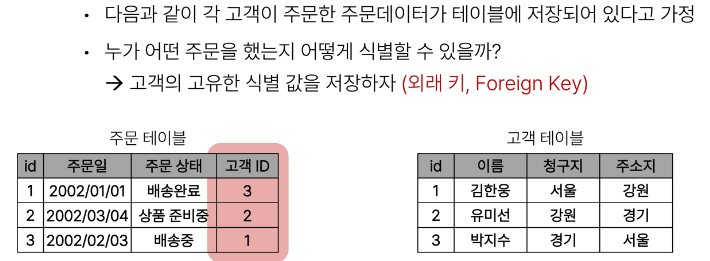 • 다음과 같이 각 고객이 주문한 주문데이터가 테이블에 저장되어 있다고 가정
• 누가 어떤 주문을 했는지 어떻게 식별할 수 있을까?
→ 고객의 고유한 식별 값을 저장하자 (외래 키, Foreign Key)
주문 테이블
id 주문일 주문 상태 고객 ID
1 2002/01/01 배송완료 3
2 2002/03/04 상품 준비중 2
3 2002/02/03 배송중 1
고객 테이블
id 이름 청구지 주소지
1 김한웅 서울 강원
2 유미선 강원 경기
3 박지수 경기 서울